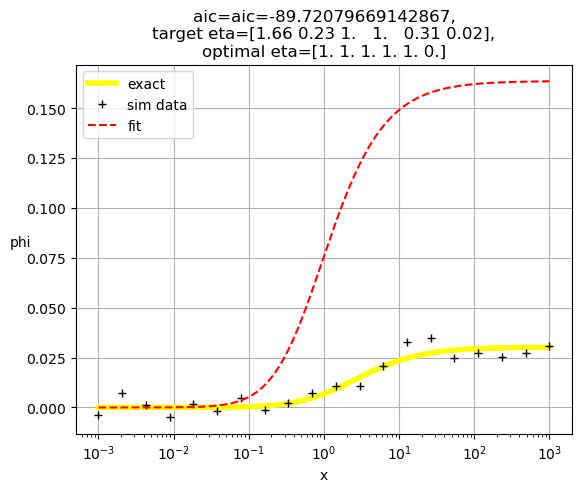 aic=aic=-89.72079669142867,
target eta=[1.66 0.23 1.   1.   0.31 0.02],
optimal eta=[1. 1. 1. 1. 1. 0.]
exact
sim data
fit
0.150
0.125
0.100
0.075
0.050
0.025
0.000
phi
10⁻³ 10⁻² 10⁻¹ 10⁰ 10¹ 10² 10³
x